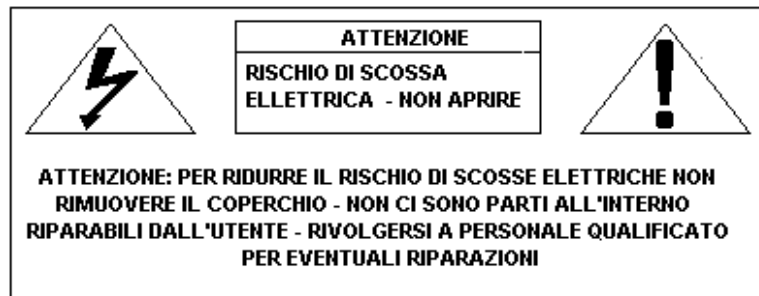 ATTENZIONE
RISCHIO DI SCOSSA
ELLETTRICA - NON APRIRE
ATTENZIONE: PER RIDURRE IL RISCHIO DI SCOSSE ELETTRICHE NON
RIMUOVERE IL COPERCHIO - NON CI SONO PARTI ALL'INTERNO
RIPARABILI DALL'UTENTE - RIVOLGERSI A PERSONALE QUALIFICATO
PER EVENTUALI RIPARAZIONI